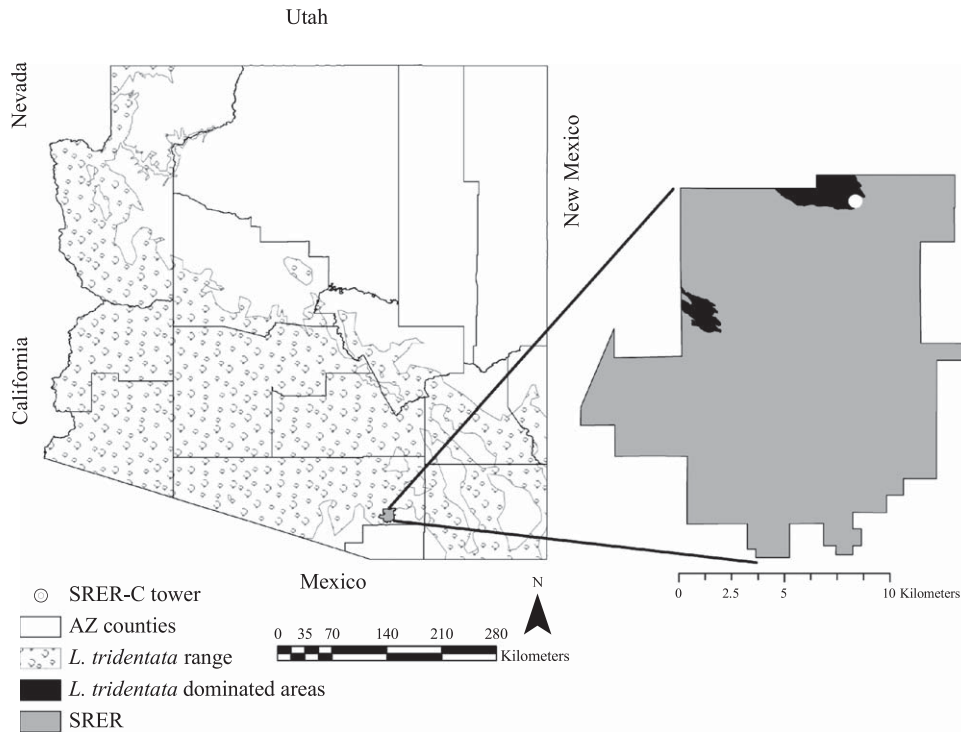 Utah
Nevada
New Mexico
California
Mexico
N
SRER-C tower
AZ counties
L. tridentata range
L. tridentata dominated areas
SRER
0 35 70 140 210 280
Kilometers
0 2.5 5 10 Kilometers